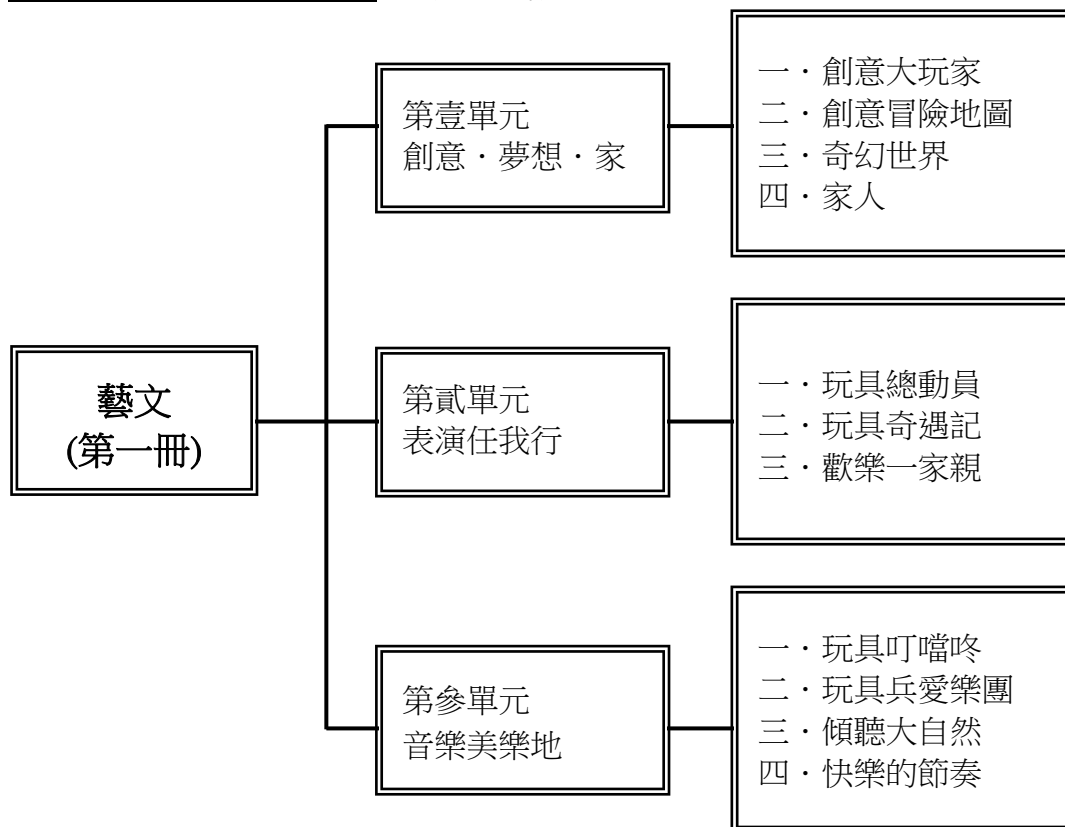 藝文
(第一冊)
第壹單元
創意．夢想．家
一．創意大玩家
二．創意冒險地圖
三．奇幻世界
四．家人
第貳單元
表演任我行
一．玩具總動員
二．玩具奇遇記
三．歡樂一家親
第參單元
音樂美樂地
一．玩具叮噹咚
二．玩具兵愛樂團
三．傾聽大自然
四．快樂的節奏